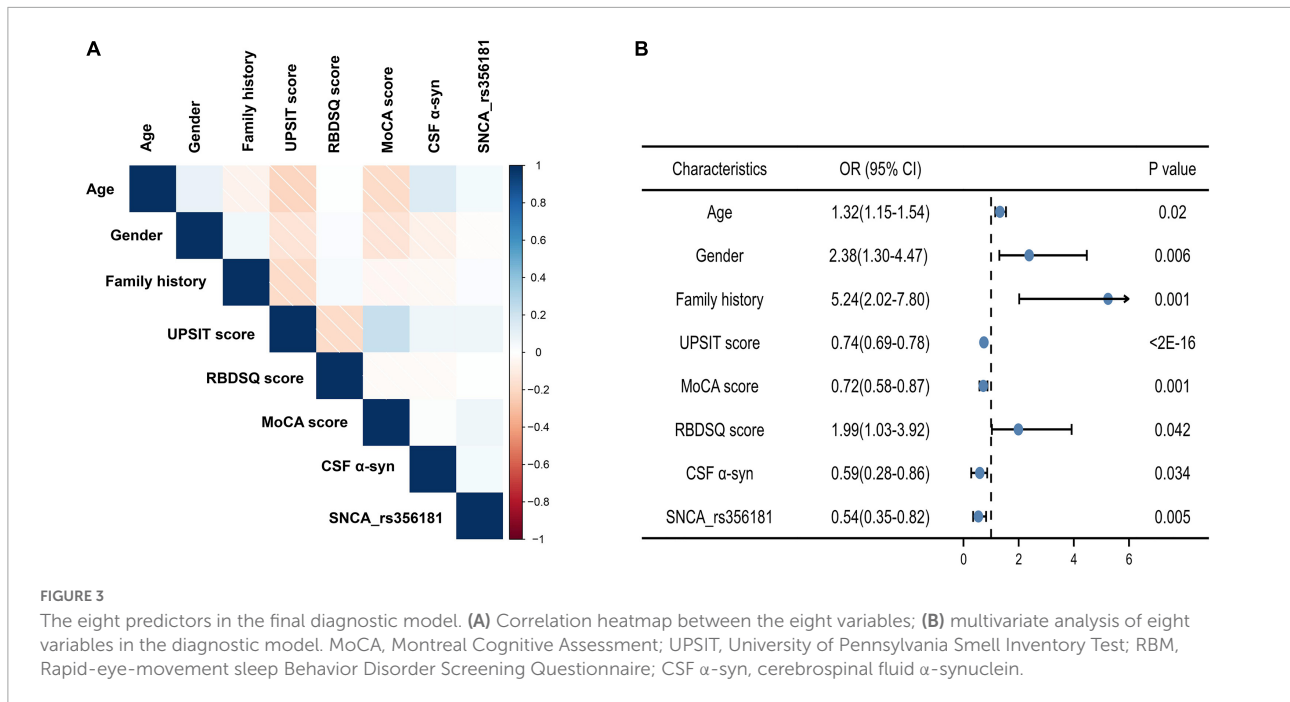 A
B
Age
Gender
Family history
UPSIT score
RBDSQ score
MoCA score
CSF α-syn
SNCA_rs356181
Age
Gender
Family history
UPSIT score
RBDSQ score
MoCA score
CSF α-syn
SNCA_rs356181
1
0.8
0.6
0.4
0.2
0
−0.2
−0.4
−0.6
−0.8
−1
Characteristics OR (95% CI) P value
Age 1.32(1.15-1.54) 0.02
Gender 2.38(1.30-4.47) 0.006
Family history 5.24(2.02-7.80) 0.001
UPSIT score 0.74(0.69-0.78) <2E-16
MoCA score 0.72(0.58-0.87) 0.001
RBDSQ score 1.99(1.03-3.92) 0.042
CSF α-syn 0.59(0.28-0.86) 0.034
SNCA_rs356181 0.54(0.35-0.82) 0.005
0 2 4 6
FIGURE 3
The eight predictors in the final diagnostic model. (A) Correlation heatmap between the eight variables; (B) multivariate analysis of eight
variables in the diagnostic model. MoCA, Montreal Cognitive Assessment; UPSIT, University of Pennsylvania Smell Inventory Test; RBM,
Rapid-eye-movement sleep Behavior Disorder Screening Questionnaire; CSF α-syn, cerebrospinal fluid α-synuclein.